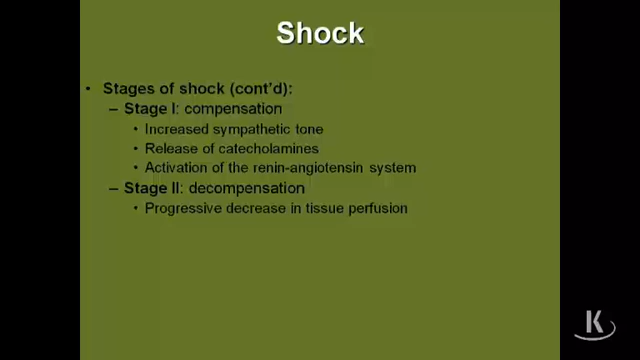 Shock
• Stages of shock (cont'd):
– Stage I: compensation
• Increased sympathetic tone
• Release of catecholamines
• Activation of the renin-angiotensin system
– Stage II: decompensation
• Progressive decrease in tissue perfusion
K